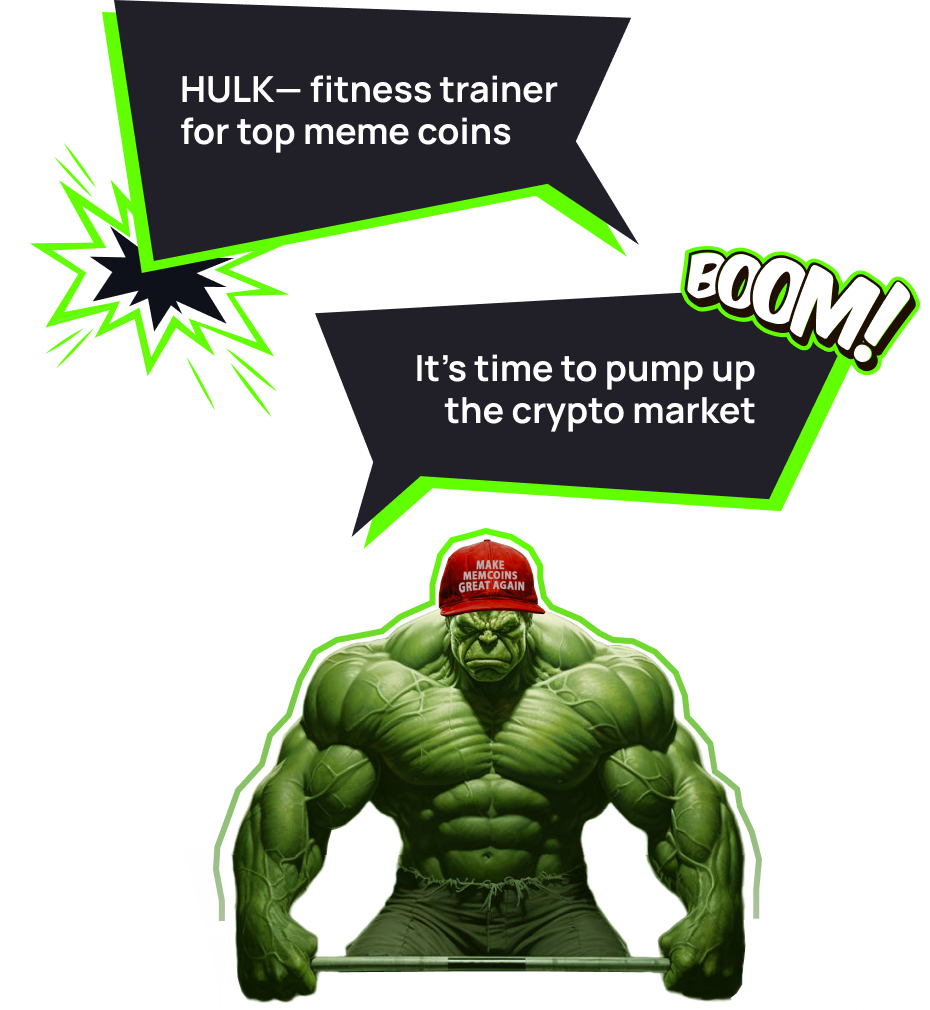 HULK— fitness trainer
for top meme coins
BOOM!
It's time to pump up
the crypto market
MAKE
MEMCOINS
GREAT AGAIN